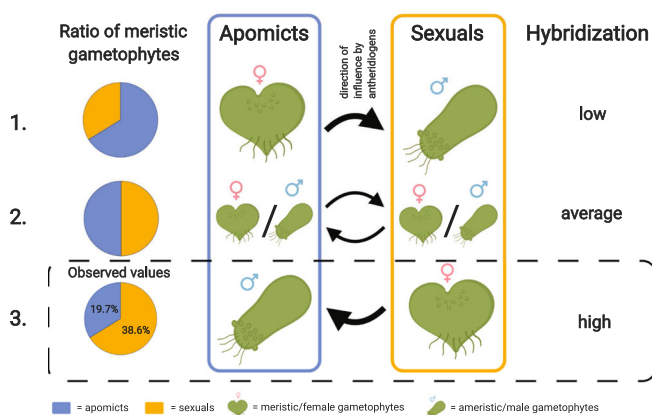 Ratio of meristic
gametophytes
Apomicts
direction of
influence by
antheridiogens
Sexuals
Hybridization
1.
♀
♂
low
2.
♀
♂
/
♀
♂
/
average
Observed values
3.
19.7%
38.6%
♂
♀
high
= apomicts
= sexuals
♀
= meristic/female gametophytes
♂
= ameristic/male gametophytes